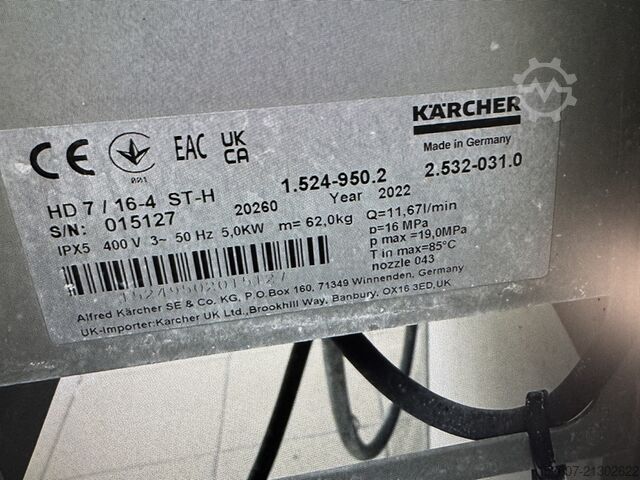 KÄRCHER
Made in Germany
CE 001 EAC UK CA
HD 7 / 16-4 ST-H 1.524-950.2 2.532-031.0
S/N: 015127 20260 Year 2022
IPX5 400 V 3~ 50 Hz 5,0KW m= 62,0kg Q=11,67l/min
p=16 MPa
p max =19,0MPa
T in max=85°C
nozzle 043
15249502015127
Alfred Kärcher SE & Co. KG, P.O.Box 160, 71349 Winnenden, Germany
UK-Importer:Karcher UK Ltd.,Brookhill Way, Banbury, OX16 3ED,UK